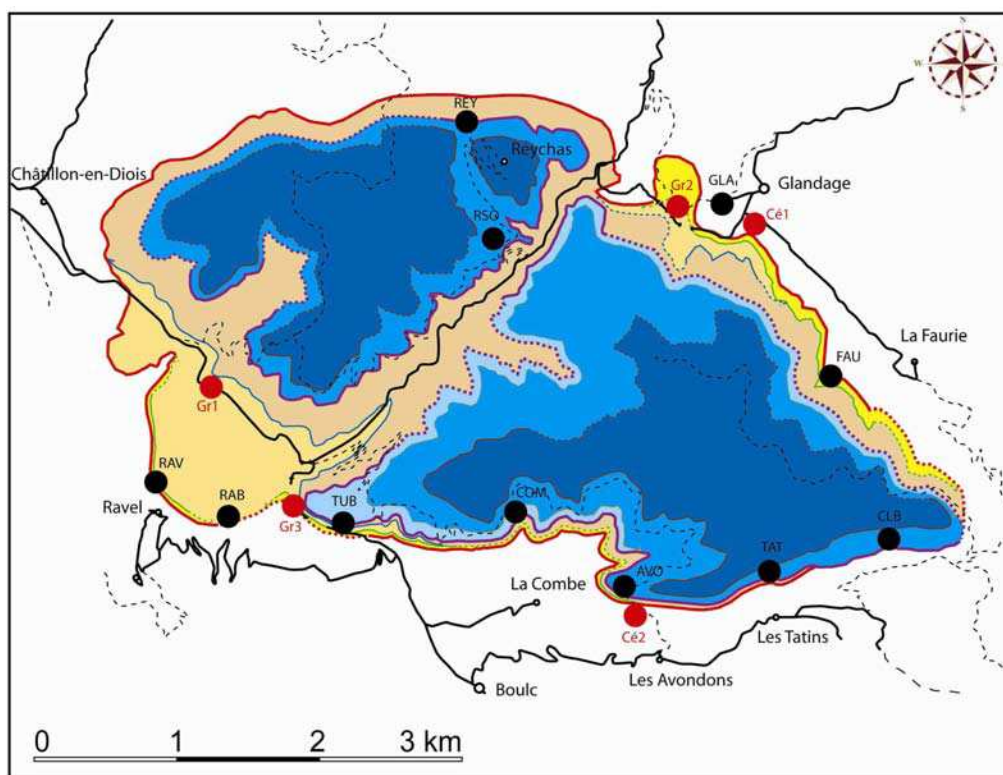 N
W
S
REY
Reychas
Châtillon-en-Diois
GLA
Glandage
Gr2
Cé1
RSO
La Faurie
FAU
Gr1
RAV
Ravel
RAB
Gr3
TUB
COM
CLB
TAT
AVO
La Combe
Cé2
Les Tatins
Les Avondons
Boulc
0 1 2 3 km